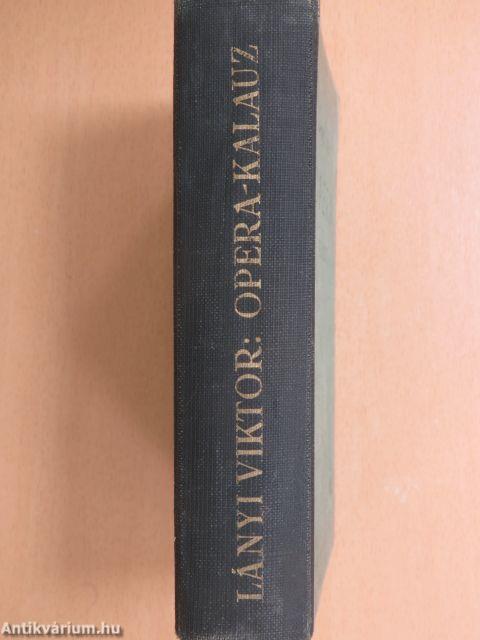 LÁNYI VIKTOR: OPERA-KALAUZ
Antikvárium.hu